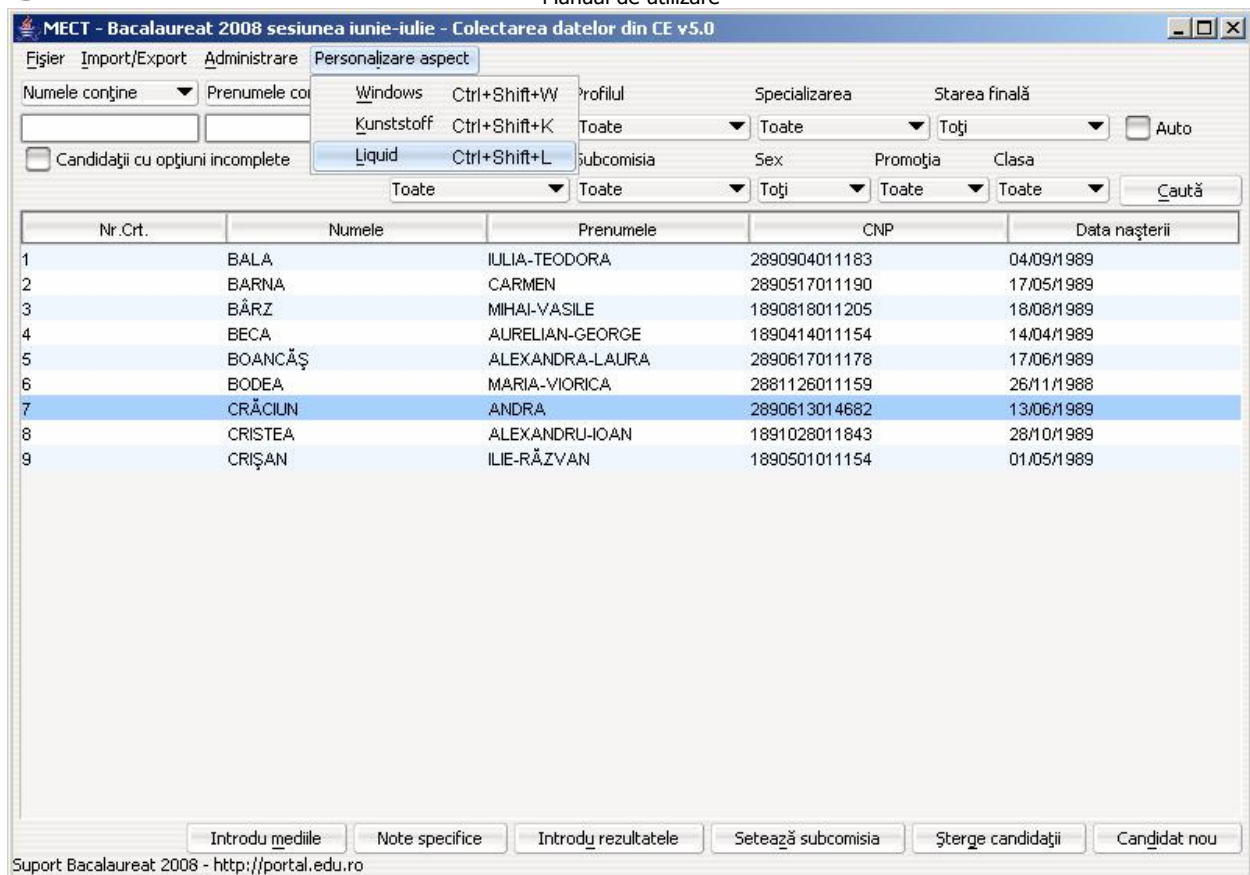 Manual de utilizare
MECT - Bacalaureat 2008 sesiunea iunie-iulie - Colectarea datelor din CE v5.0
Fişier Import/Export Administrare Personalizare aspect
Numele conţine Prenumele co Windows Ctrl+Shift+W Profilul Specializarea Starea finală
Kunststoff Ctrl+Shift+K Toate Toate Toţi Auto
Candidaţii cu opţiuni incomplete Liquid Ctrl+Shift+L Subcomisia Sex Promoţia Clasa
Toate Toate Toţi Toate Toate Caută
Nr.Crt. Numele Prenumele CNP Data naşterii
1 BALA IULIA-TEODORA 2890904011183 04/09/1989
2 BARNA CARMEN 2890517011190 17/05/1989
3 BÂRZ MIHAI-VASILE 1890818011205 18/08/1989
4 BECA AURELIAN-GEORGE 1890414011154 14/04/1989
5 BOANCĂŞ ALEXANDRA-LAURA 2890617011178 17/06/1989
6 BODEA MARIA-VIORICA 2881126011159 26/11/1988
7 CRĂCIUN ANDRA 2890613014682 13/06/1989
8 CRISTEA ALEXANDRU-IOAN 1891028011843 28/10/1989
9 CRIŞAN ILIE-RĂZVAN 1890501011154 01/05/1989
Introdu mediile Note specifice Introdu rezultatele Setează subcomisia Şterge candidaţii Candidat nou
Suport Bacalaureat 2008 - http://portal.edu.ro